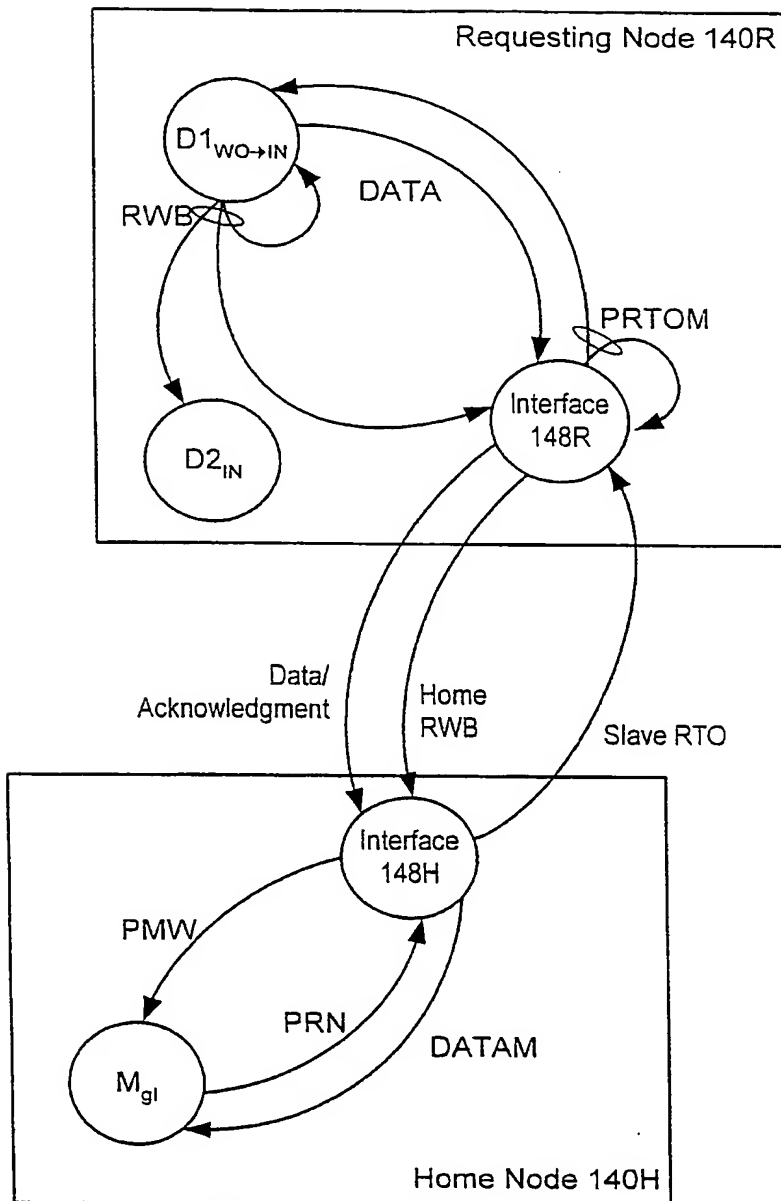 Requesting Node 140R
D1WO→IN
DATA
RWB
PRTOM
Interface
148R
D2IN
Data/
Acknowledgment
Home
RWB
Slave RTO
Interface
148H
PMW
PRN
DATAM
Mgl
Home Node 140H